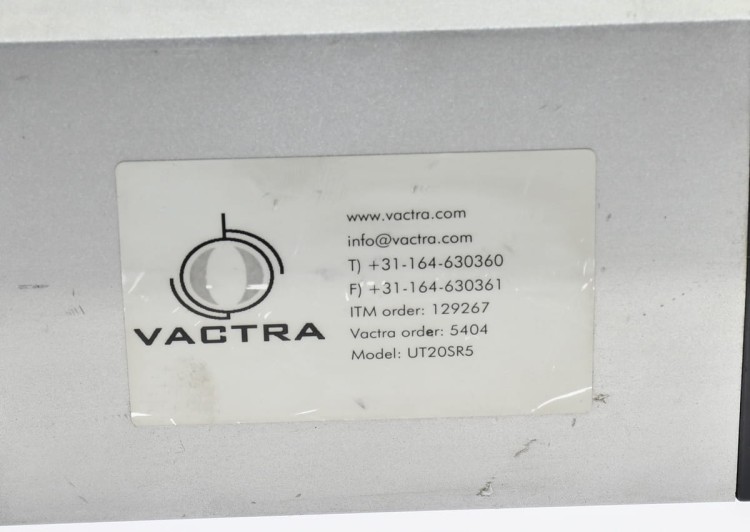 VACTRA
www.vactra.com
info@vactra.com
T) +31-164-630360
F) +31-164-630361
ITM order: 129267
Vactra order: 5404
Model: UT20SR5